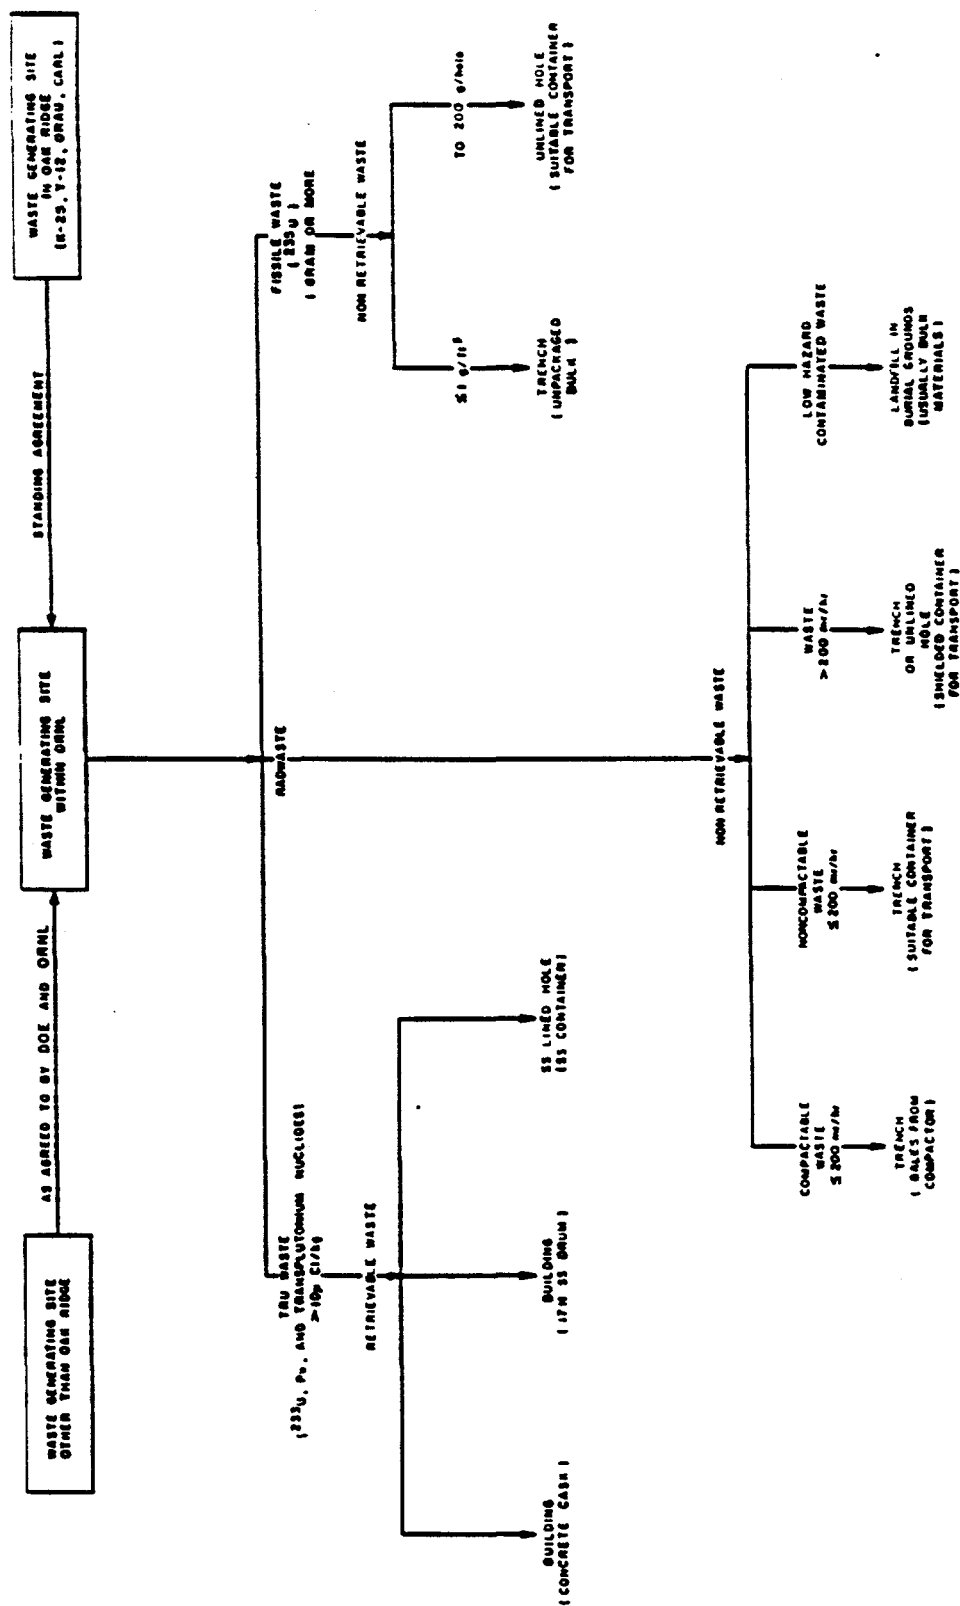 WASTE GENERATING SITE
OTHER THAN OAK RIDGE
AS AGREED TO BY DOE AND ORNL
WASTE GENERATING SITE
WITHIN ORNL
STANDING AGREEMENT
WASTE GENERATING SITE
IN OAK RIDGE
(K-25, Y-12, ORAU, CARL)
TRU WASTE
(233U, Pu, AND TRANSPLUTONIUM NUCLIDES)
>10μ Ci/kg
RETRIEVABLE WASTE
BUILDING
(CONCRETE CASK)
BUILDING
(17H SS DRUM)
SS LINED HOLE
(SS CONTAINER)
RADWASTE
FISSILE WASTE
(235U)
(GRAM OR MORE
NON RETRIEVABLE WASTE
≤1 g/ft3
TRENCH
(UNPACKAGED
BULK)
TO 200 g/hole
UNLINED HOLE
(SUITABLE CONTAINER
FOR TRANSPORT)
NON RETRIEVABLE WASTE
COMPACTABLE
WASTE
≤200 mr/hr
TRENCH
(BALES FROM
COMPACTOR)
NONCOMPACTABLE
WASTE
≤200 mr/hr
TRENCH
(SUITABLE CONTAINER
FOR TRANSPORT)
WASTE
>200 mr/hr
TRENCH
OR UNLINED
HOLE
(SHIELDED CONTAINER
FOR TRANSPORT)
LOW HAZARD
CONTAMINATED WASTE
LANDFILL IN
BURIAL GROUNDS
(USUALLY BULK
MATERIALS)